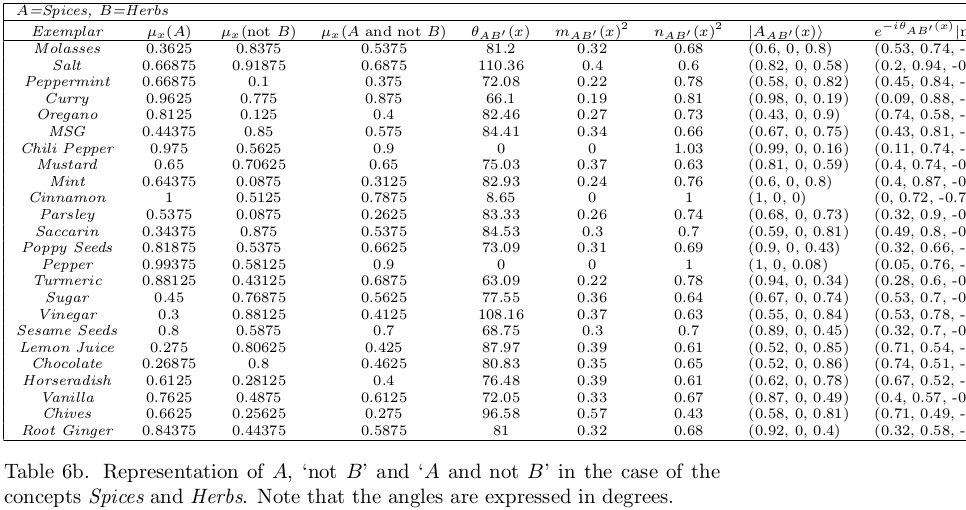 A=Spices, B=Herbs
Exemplar μx(A) μx(not B) μx(A and not B) θAB′(x) mAB′(x)² nAB′(x)² |AAB′(x)⟩ e^−iθAB′(x)|
Molasses 0.3625 0.8375 0.5375 81.2 0.32 0.68 (0.6, 0, 0.8) (0.53, 0.74, -
Salt 0.66875 0.91875 0.6875 110.36 0.4 0.6 (0.82, 0, 0.58) (0.2, 0.94, -0
Peppermint 0.66875 0.1 0.375 72.08 0.22 0.78 (0.58, 0, 0.82) (0.45, 0.84, -
Curry 0.9625 0.775 0.875 66.1 0.19 0.81 (0.98, 0, 0.19) (0.09, 0.88, -
Oregano 0.8125 0.125 0.4 82.46 0.27 0.73 (0.43, 0, 0.9) (0.74, 0.58, -
MSG 0.44375 0.85 0.575 84.41 0.34 0.66 (0.67, 0, 0.75) (0.43, 0.81, -
Chili Pepper 0.975 0.5625 0.9 0 0 1.03 (0.99, 0, 0.16) (0.11, 0.74, -
Mustard 0.65 0.70625 0.65 75.03 0.37 0.63 (0.81, 0, 0.59) (0.4, 0.74, -0
Mint 0.64375 0.0875 0.3125 82.93 0.24 0.76 (0.6, 0, 0.8) (0.4, 0.87, -0
Cinnamon 1 0.5125 0.7875 8.65 0 1 (1, 0, 0) (0, 0.72, -0.7
Parsley 0.5375 0.0875 0.2625 83.33 0.26 0.74 (0.68, 0, 0.73) (0.32, 0.9, -0
Saccarin 0.34375 0.875 0.5375 84.53 0.3 0.7 (0.59, 0, 0.81) (0.49, 0.8, -0
Poppy Seeds 0.81875 0.5375 0.6625 73.09 0.31 0.69 (0.9, 0, 0.43) (0.32, 0.66, -
Pepper 0.99375 0.58125 0.9 0 0 1 (1, 0, 0.08) (0.05, 0.76, -
Turmeric 0.88125 0.43125 0.6875 63.09 0.22 0.78 (0.94, 0, 0.34) (0.28, 0.6, -0
Sugar 0.45 0.76875 0.5625 77.55 0.36 0.64 (0.67, 0, 0.74) (0.53, 0.7, -0
Vinegar 0.3 0.88125 0.4125 108.16 0.37 0.63 (0.55, 0, 0.84) (0.53, 0.78, -
Sesame Seeds 0.8 0.5875 0.7 68.75 0.3 0.7 (0.89, 0, 0.45) (0.32, 0.7, -0
Lemon Juice 0.275 0.80625 0.425 87.97 0.39 0.61 (0.52, 0, 0.85) (0.71, 0.54, -
Chocolate 0.26875 0.8 0.4625 80.83 0.35 0.65 (0.52, 0, 0.86) (0.74, 0.51, -
Horseradish 0.6125 0.28125 0.4 76.48 0.39 0.61 (0.62, 0, 0.78) (0.67, 0.52, -
Vanilla 0.7625 0.4875 0.6125 72.05 0.33 0.67 (0.87, 0, 0.49) (0.4, 0.57, -0
Chives 0.6625 0.25625 0.275 96.58 0.57 0.43 (0.58, 0, 0.81) (0.71, 0.49, -
Root Ginger 0.84375 0.44375 0.5875 81 0.32 0.68 (0.92, 0, 0.4) (0.32, 0.58, -
Table 6b. Representation of A, ‘not B’ and ‘A and not B’ in the case of the
concepts Spices and Herbs. Note that the angles are expressed in degrees.